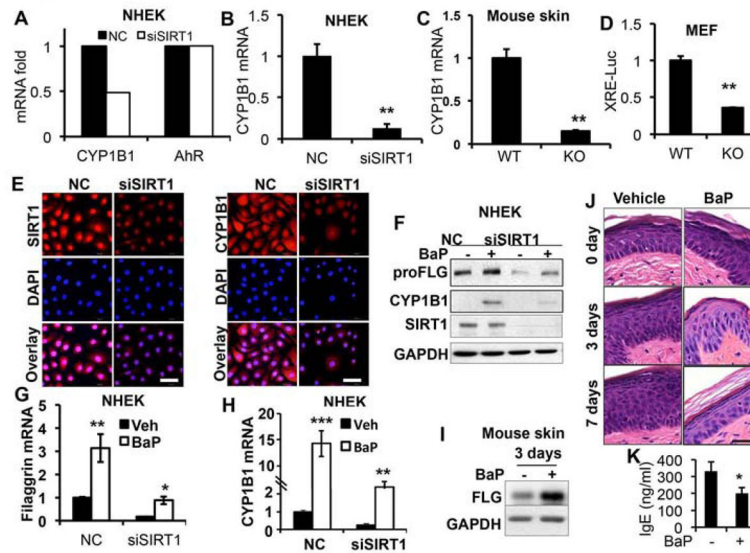 A
NHEK
NC siSIRT1
mRNA fold
1
0.5
0
CYP1B1 AhR
B
NHEK
CYP1B1 mRNA
1.5
1
0.5
0
**
NC siSIRT1
C
Mouse skin
CYP1B1 mRNA
1.5
1
0.5
0
**
WT KO
D
MEF
XRE-Luc
1.5
1
0.5
0
**
WT KO
E
NC siSIRT1
SIRT1
DAPI
Overlay
NC siSIRT1
CYP1B1
DAPI
Overlay
F
NHEK
NC siSIRT1
BaP - + - +
proFLG
CYP1B1
SIRT1
GAPDH
G
NHEK
Filaggrin mRNA
5
4
3
2
1
0
**
*
Veh
BaP
NC siSIRT1
H
NHEK
CYP1B1 mRNA
20
15
10
2
1
0
***
**
Veh
BaP
NC siSIRT1
I
Mouse skin
3 days
BaP - +
FLG
GAPDH
J
Vehicle BaP
0 day
3 days
7 days
K
IgE (ng/ml)
400
300
200
100
0
*
BaP - +